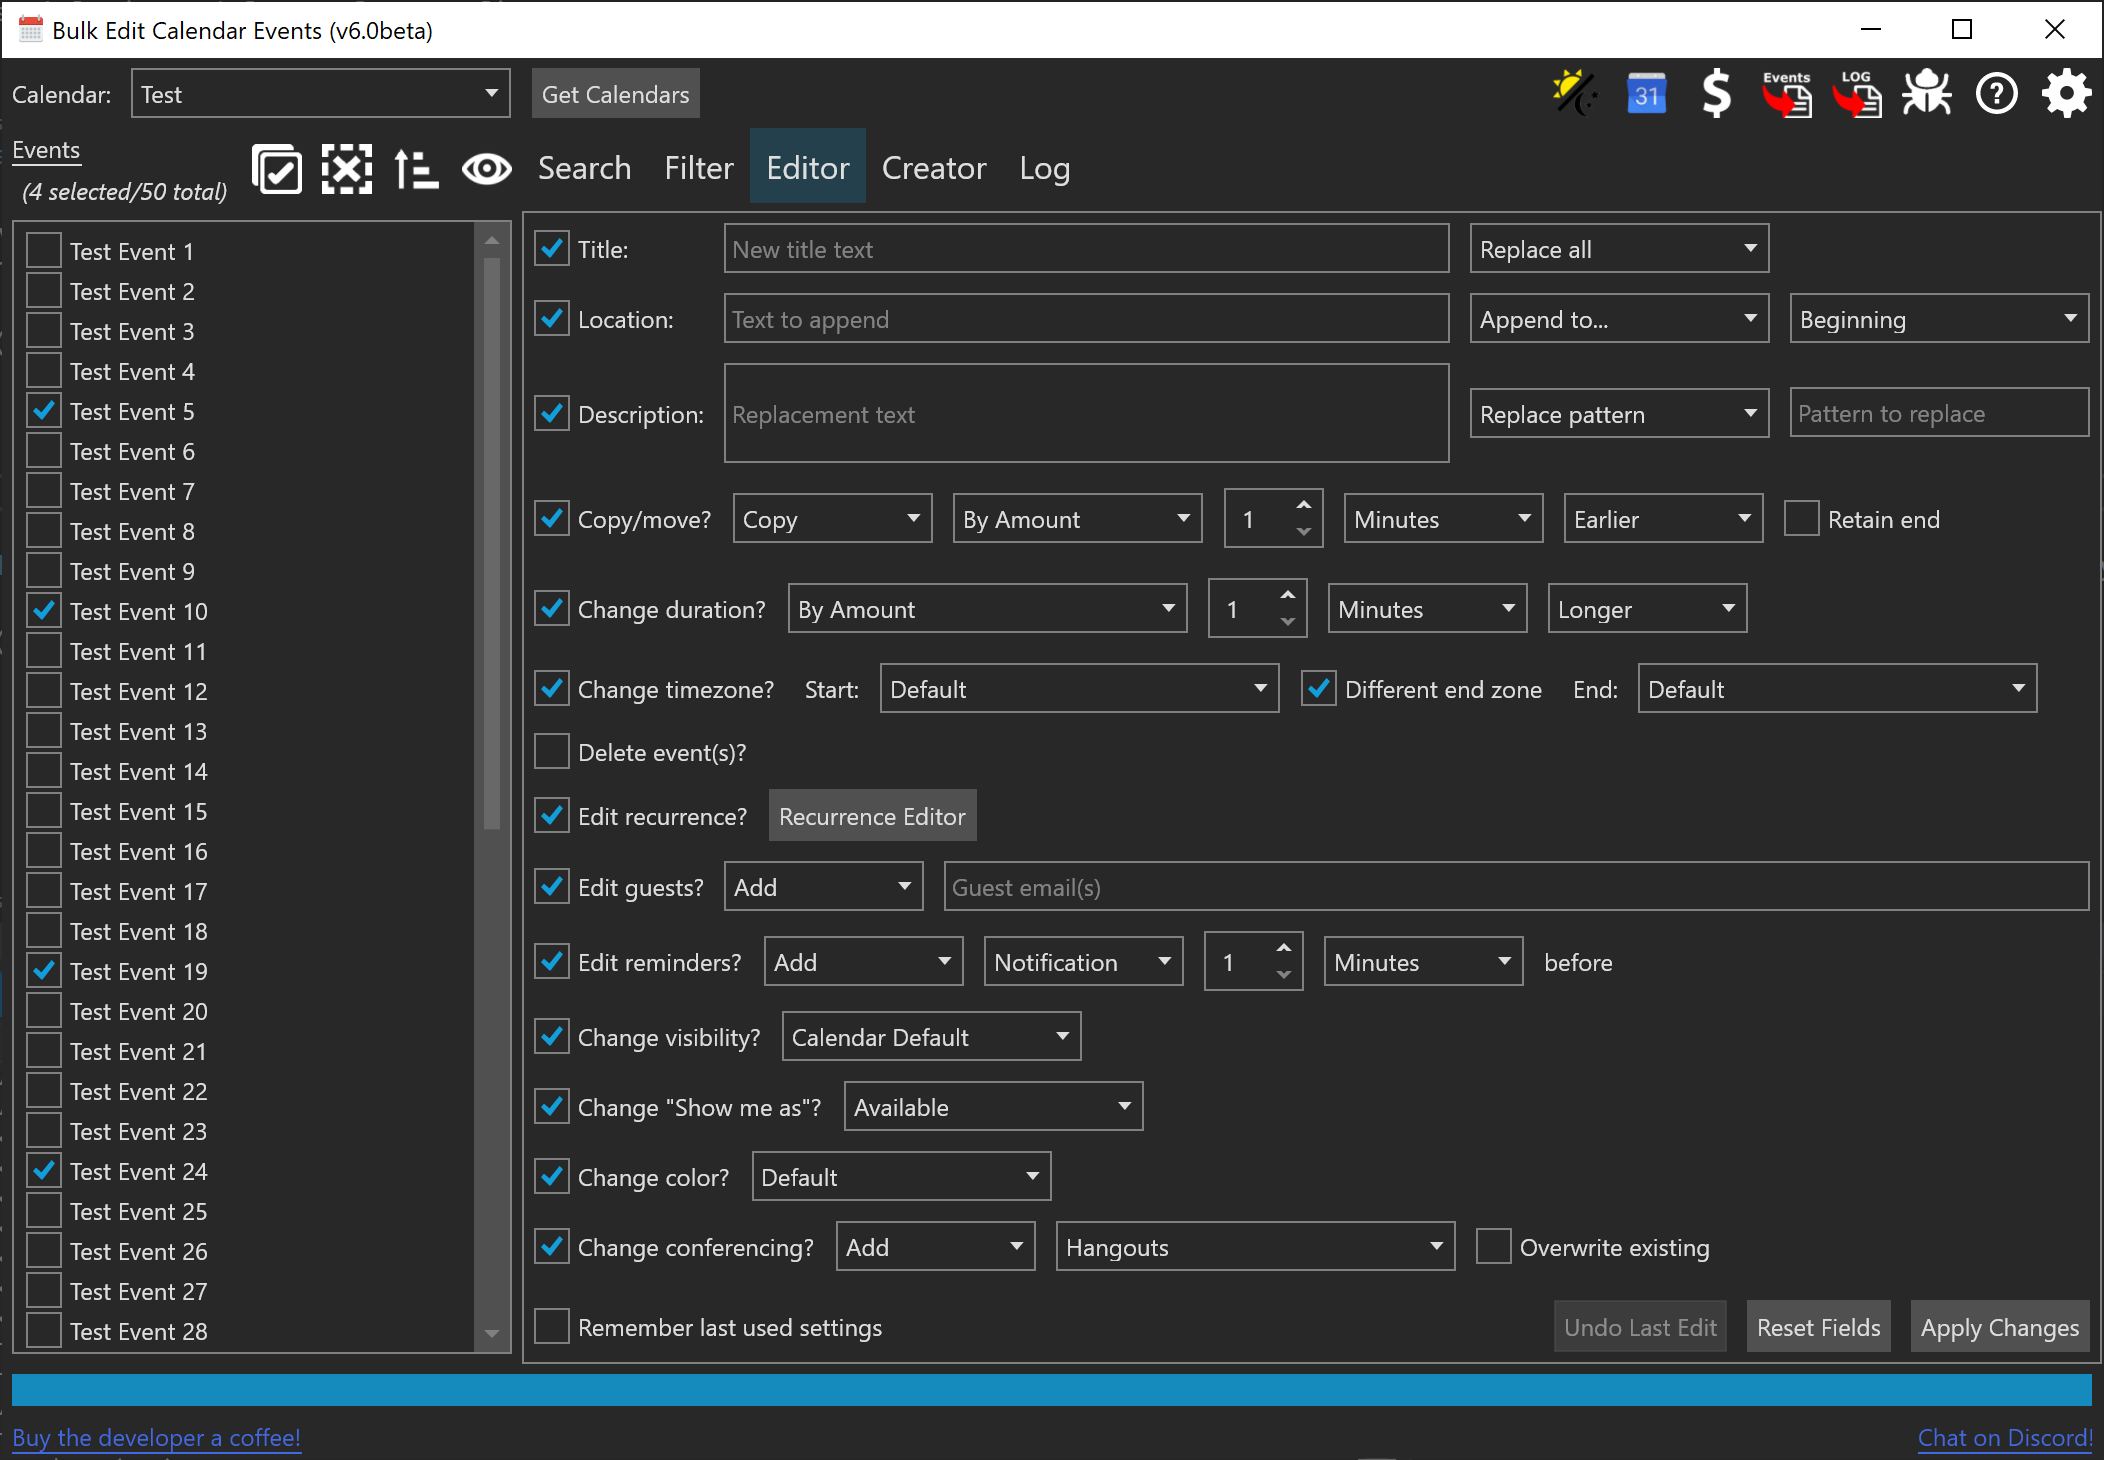 Bulk Edit Calendar Events (v6.0beta)
Calendar: Test Get Calendars
31 $ Events LOG ?
Events
(4 selected/50 total)
Search Filter Editor Creator Log
Test Event 1
Test Event 2
Test Event 3
Test Event 4
Test Event 5
Test Event 6
Test Event 7
Test Event 8
Test Event 9
Test Event 10
Test Event 11
Test Event 12
Test Event 13
Test Event 14
Test Event 15
Test Event 16
Test Event 17
Test Event 18
Test Event 19
Test Event 20
Test Event 21
Test Event 22
Test Event 23
Test Event 24
Test Event 25
Test Event 26
Test Event 27
Test Event 28
Title: New title text Replace all
Location: Text to append Append to... Beginning
Description: Replacement text Replace pattern Pattern to replace
Copy/move? Copy By Amount 1 Minutes Earlier Retain end
Change duration? By Amount 1 Minutes Longer
Change timezone? Start: Default Different end zone End: Default
Delete event(s)?
Edit recurrence? Recurrence Editor
Edit guests? Add Guest email(s)
Edit reminders? Add Notification 1 Minutes before
Change visibility? Calendar Default
Change "Show me as"? Available
Change color? Default
Change conferencing? Add Hangouts Overwrite existing
Remember last used settings Undo Last Edit Reset Fields Apply Changes
Buy the developer a coffee! Chat on Discord!